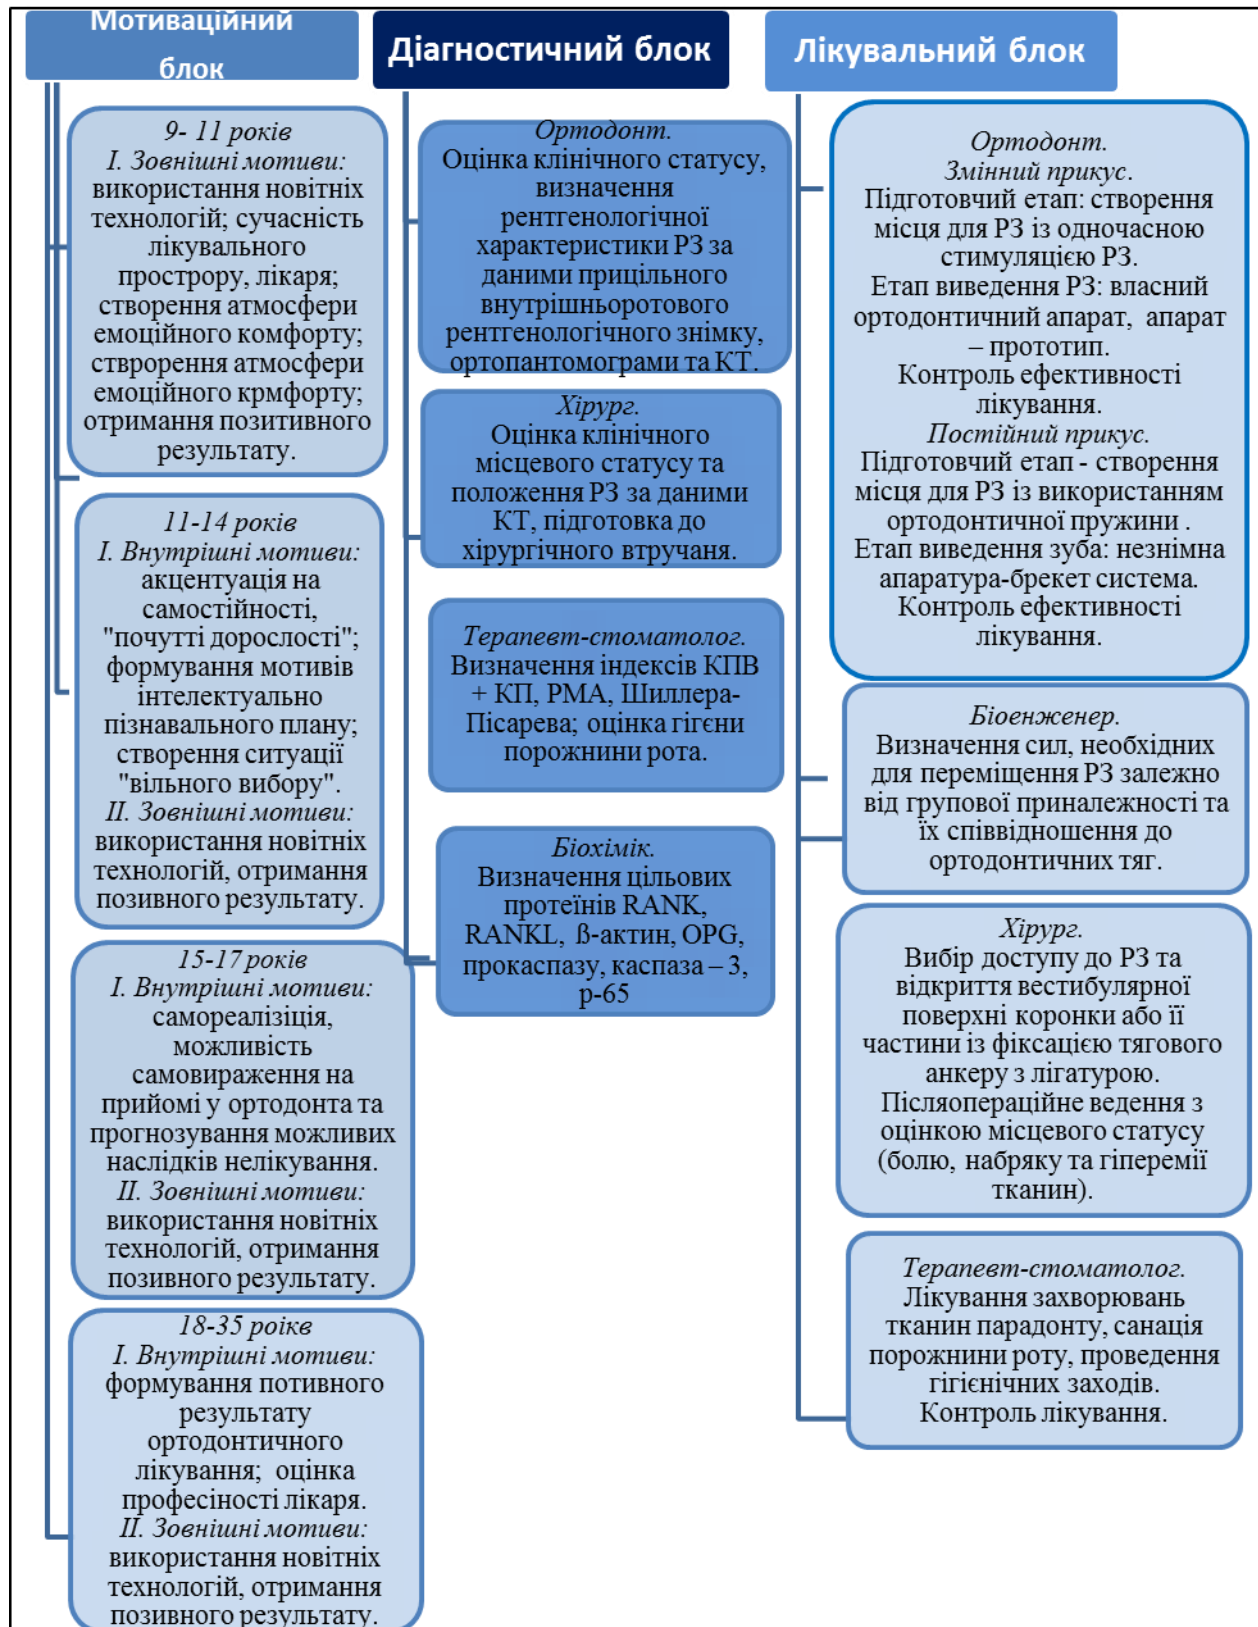 Мотиваційний
блок
9- 11 років
I. Зовнішні мотиви:
використання новітніх
технологій; сучасність
лікувального
прострору, лікаря;
створення атмосфери
емоційного комфорту;
стврорення атмосфери
емоційного крмфорту;
отримання позитивного
результату.
11-14 років
I. Внутрішні мотиви:
акцентуація на
самостійності,
"почутті дорослості";
формування мотивів
інтелектуально
пізнавального плану;
створення ситуації
"вільного вибору".
II. Зовнішні мотиви:
використання новітніх
технологій, отримання
позивного результату.
15-17 років
I. Внутрішні мотиви:
самореалізіція,
можливість
самовираження на
прийомі у ортодонта та
прогнозування можливих
наслідків нелікування.
II. Зовнішні мотиви:
використання новітніх
технологій, отримання
позивного результату.
18-35 роікв
I. Внутрішні мотиви:
формування потивного
результату
ортодонтичного
лікування; оцінка
професіності лікаря.
II. Зовнішні мотиви:
використання новітніх
технологій, отримання
позивного результату.
Діагностичний блок
Ортодонт.
Оцінка клінічного статусу,
визначення
рентгенологічної
характеристики РЗ за
даними прицільного
внутрішньоротового
рентгенологічного знімку,
ортопантомограми та КТ.
Хірург.
Оцінка клінічного
місцевого статусу та
положення РЗ за даними
КТ, підготовка до
хірургічного втручаня.
Терапевт-стоматолог.
Визначення індексів КПВ
+ КП, РМА, Шиллера-
Пісарева; оцінка гігєни
порожнини рота.
Біохімік.
Визначення цільових
протеїнів RANK,
RANKL, ß-актин, OPG,
прокаспазу, каспаза – 3,
р-65
Лікувальний блок
Ортодонт.
Змінний прикус.
Підготовчий етап: створення
місця для РЗ із одночасною
стимуляцією РЗ.
Етап виведення РЗ: власний
ортодонтичний апарат, апарат
– прототип.
Контроль ефективності
лікування.
Постійний прикус.
Підготовчий етап - створення
місця для РЗ із використанням
ортодонтичної пружини .
Етап виведення зуба: незнімна
апаратура-брекет система.
Контроль ефективності
лікування.
Біоенженер.
Визначення сил, необхідних
для переміщення РЗ залежно
від групової приналежності та
їх співвідношення до
ортодонтичних тяг.
Хірург.
Вибір доступу до РЗ та
відкриття вестибулярної
поверхні коронки або її
частини із фіксацією тягового
анкеру з лігатурою.
Післяопераційне ведення з
оцінкою місцевого статусу
(болю, набряку та гіперемії
тканин).
Терапевт-стоматолог.
Лікування захворювань
тканин парадонту, санація
порожнини роту, проведення
гігієнічних заходів.
Контроль лікування.